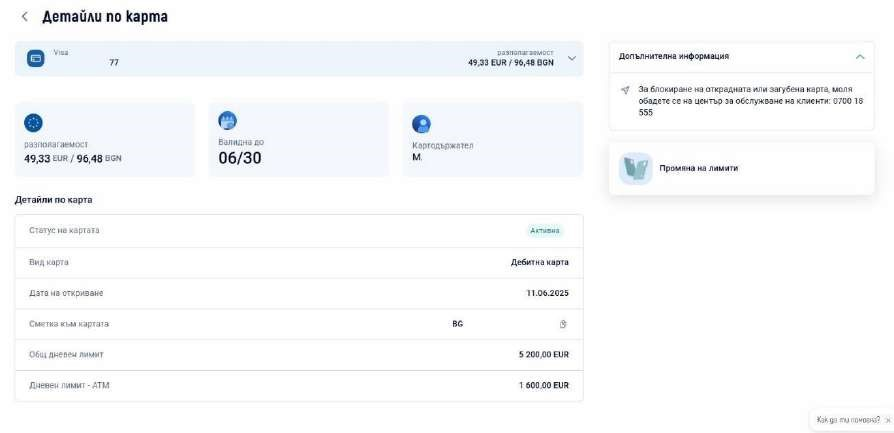 Детайли по карта
Visa
77
разполагаемост
49,33 EUR / 96,48 BGN
разполагаемост
49,33 EUR / 96,48 BGN
Валидна до
06/30
Картодържател
М.
Детайли по карта
Статус на картата Активна
Вид карта Дебитна карта
Дата на откриване 11.06.2025
Сметка към картата BG
Общ дневен лимит 5 200,00 EUR
Дневен лимит - ATM 1 600,00 EUR
Допълнителна информация
За блокиране на открадната или загубена карта, моля
обадете се на център за обслужване на клиенти: 0700 18
555
Промяна на лимити
Как да ти помогна?